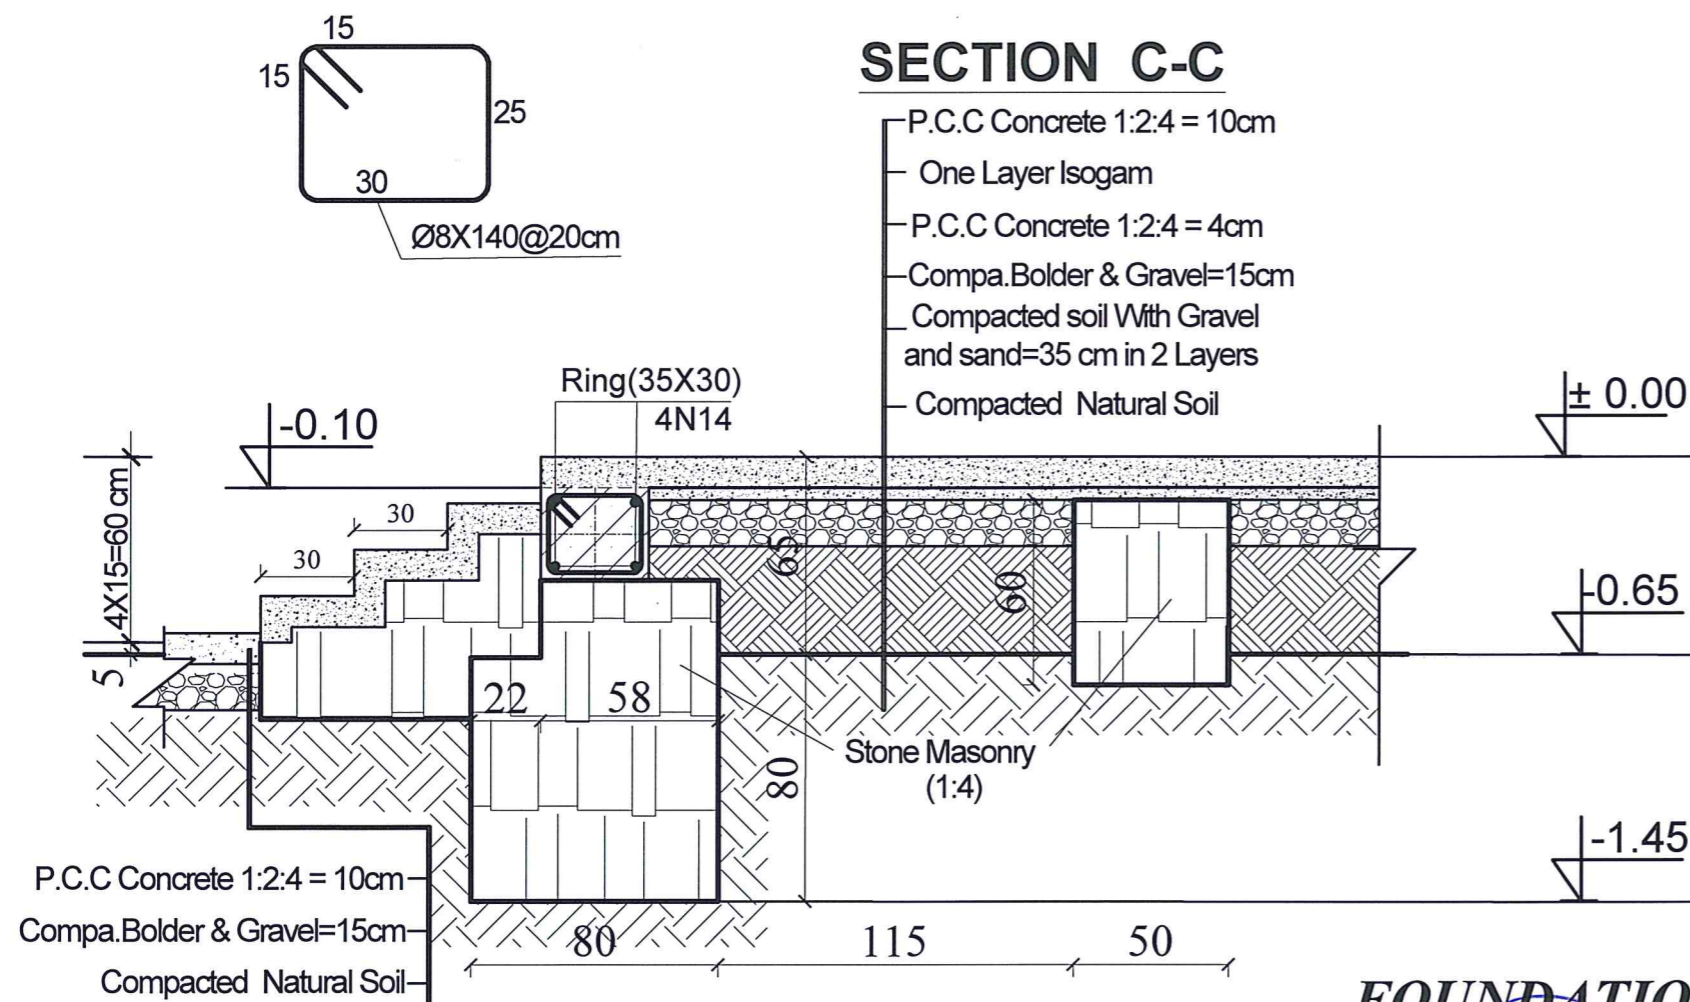 15
15
25
30
Ø8X140@20cm
SECTION C-C
P.C.C Concrete 1:2:4 = 10cm
One Layer Isogam
P.C.C Concrete 1:2:4 = 4cm
Compa.Bolder & Gravel=15cm
Compacted soil With Gravel
and sand=35 cm in 2 Layers
Compacted Natural Soil
Ring(35X30)
4N14
-0.10
± 0.00
4X15=60 cm
30
30
65
60
-0.65
5
22
58
Stone Masonry
(1:4)
80
-1.45
P.C.C Concrete 1:2:4 = 10cm
Compa.Bolder & Gravel=15cm
Compacted Natural Soil
80
115
50
FOUNDATIO